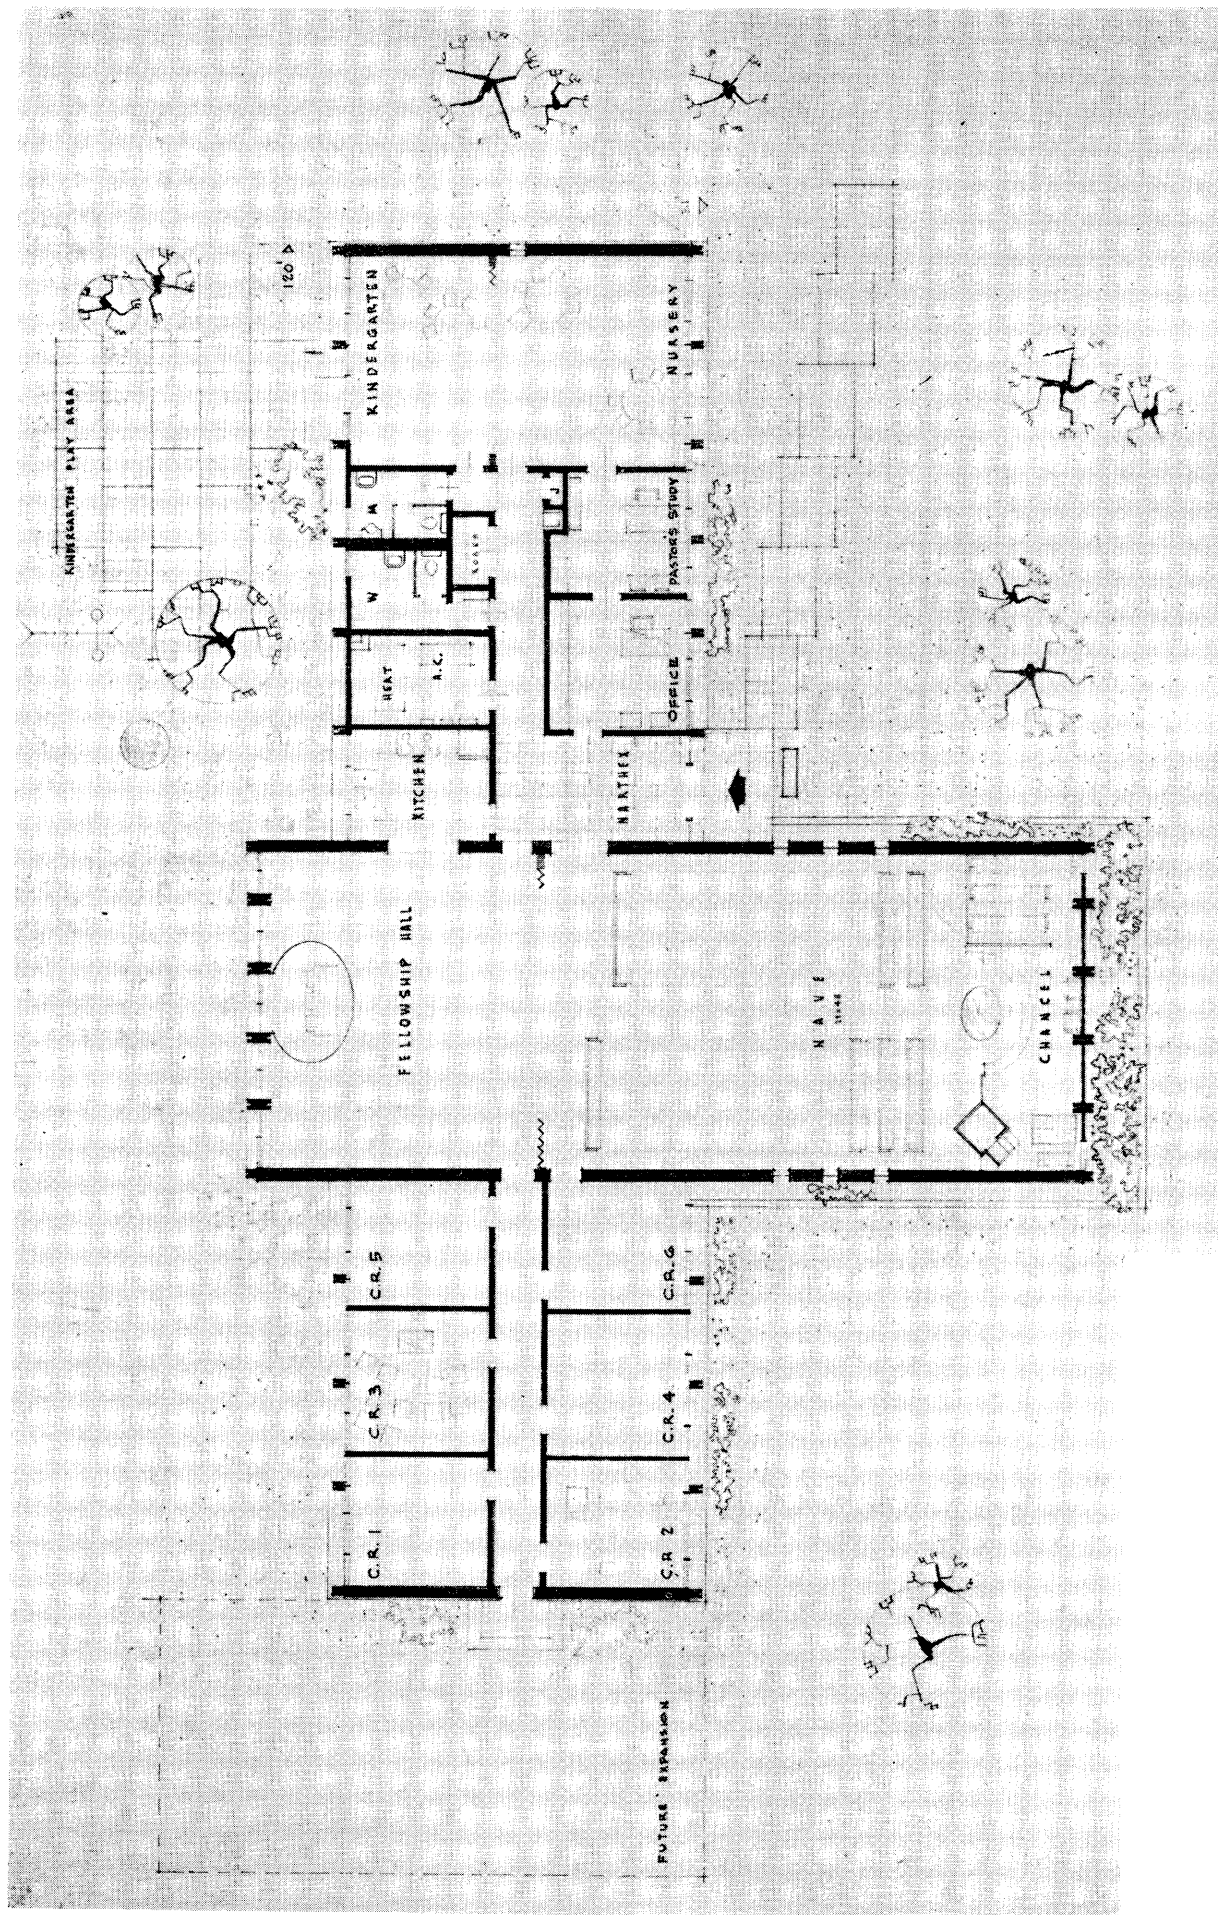 KINDERGARTEN PLAY AREA
120'
KINDERGARTEN
NURSERY
M
W
J
PASTOR'S STUDY
HEAT
A.C.
OFFICE
KITCHEN
NARTHEX
FELLOWSHIP HALL
NAVE
CHANCEL
C.R. 5
C.R. 6
C.R. 3
C.R. 4
C.R. 1
C.R. 2
FUTURE EXPANSION